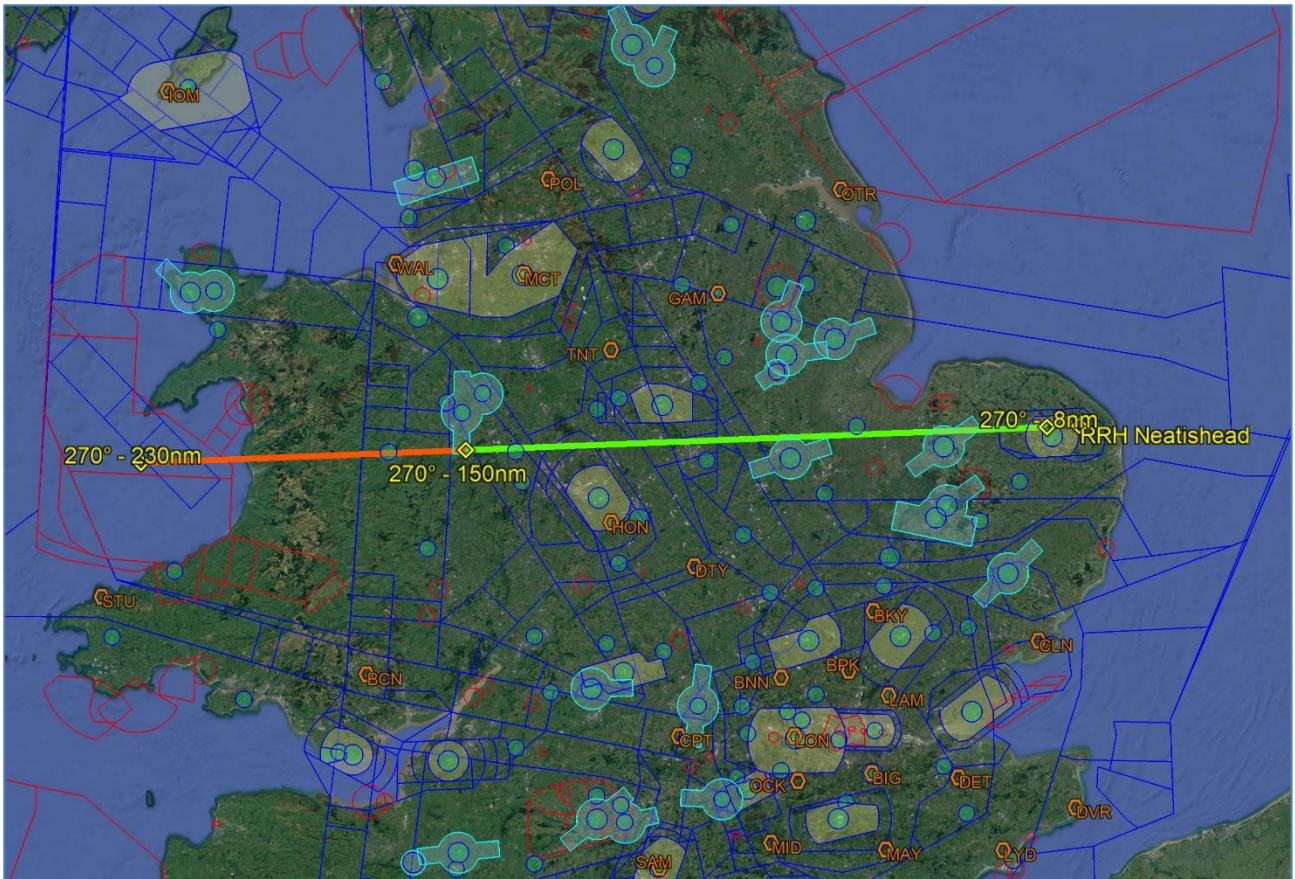 IOM
POL
OTR
WAL
MCT
GAM
TNT
270° - 8nm
RRH Neatishead
270° - 230nm
270° - 150nm
HON
DTY
STU
BKY
CLN
BCN
BNN
BPK
LAM
CPT
LON
OCK
BIG
DET
DVR
MID
MAY
LYD
SAM